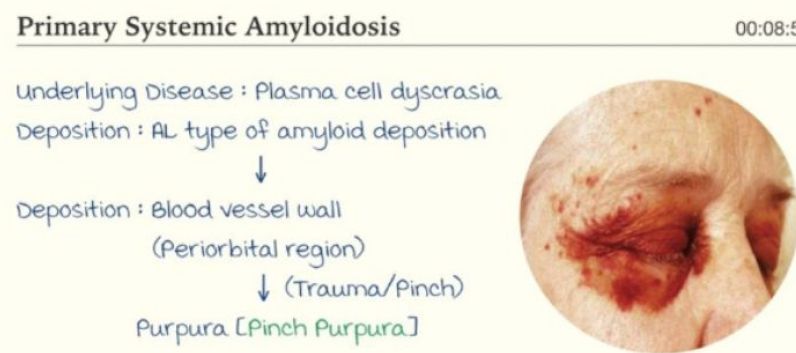 Primary Systemic Amyloidosis
00:08:5
Underlying Disease : Plasma cell dyscrasia
Deposition : AL type of amyloid deposition
↓
Deposition : Blood vessel wall
(Periorbital region)
↓ (Trauma/Pinch)
Purpura [Pinch Purpura]